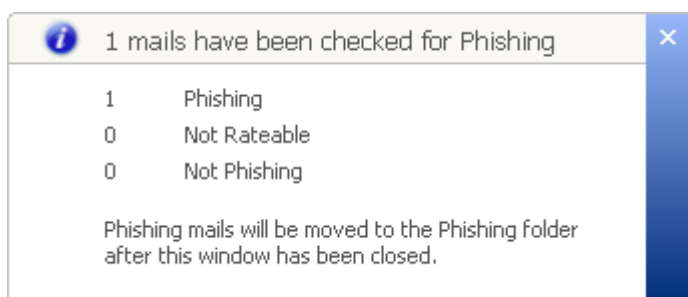 1 mails have been checked for Phishing
1 Phishing
0 Not Rateable
0 Not Phishing
Phishing mails will be moved to the Phishing folder
after this window has been closed.